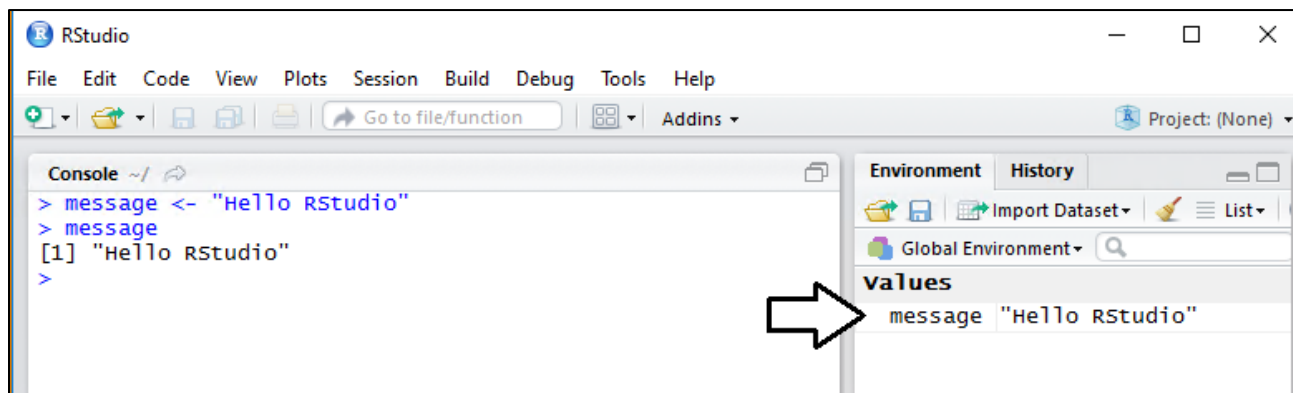 RStudio
File Edit Code View Plots Session Build Debug Tools Help
Go to file/function Addins Project: (None)
Console ~/
> message <- "Hello RStudio"
> message
[1] "Hello RStudio"
>
Environment History
Import Dataset List
Global Environment
Values
message "Hello RStudio"